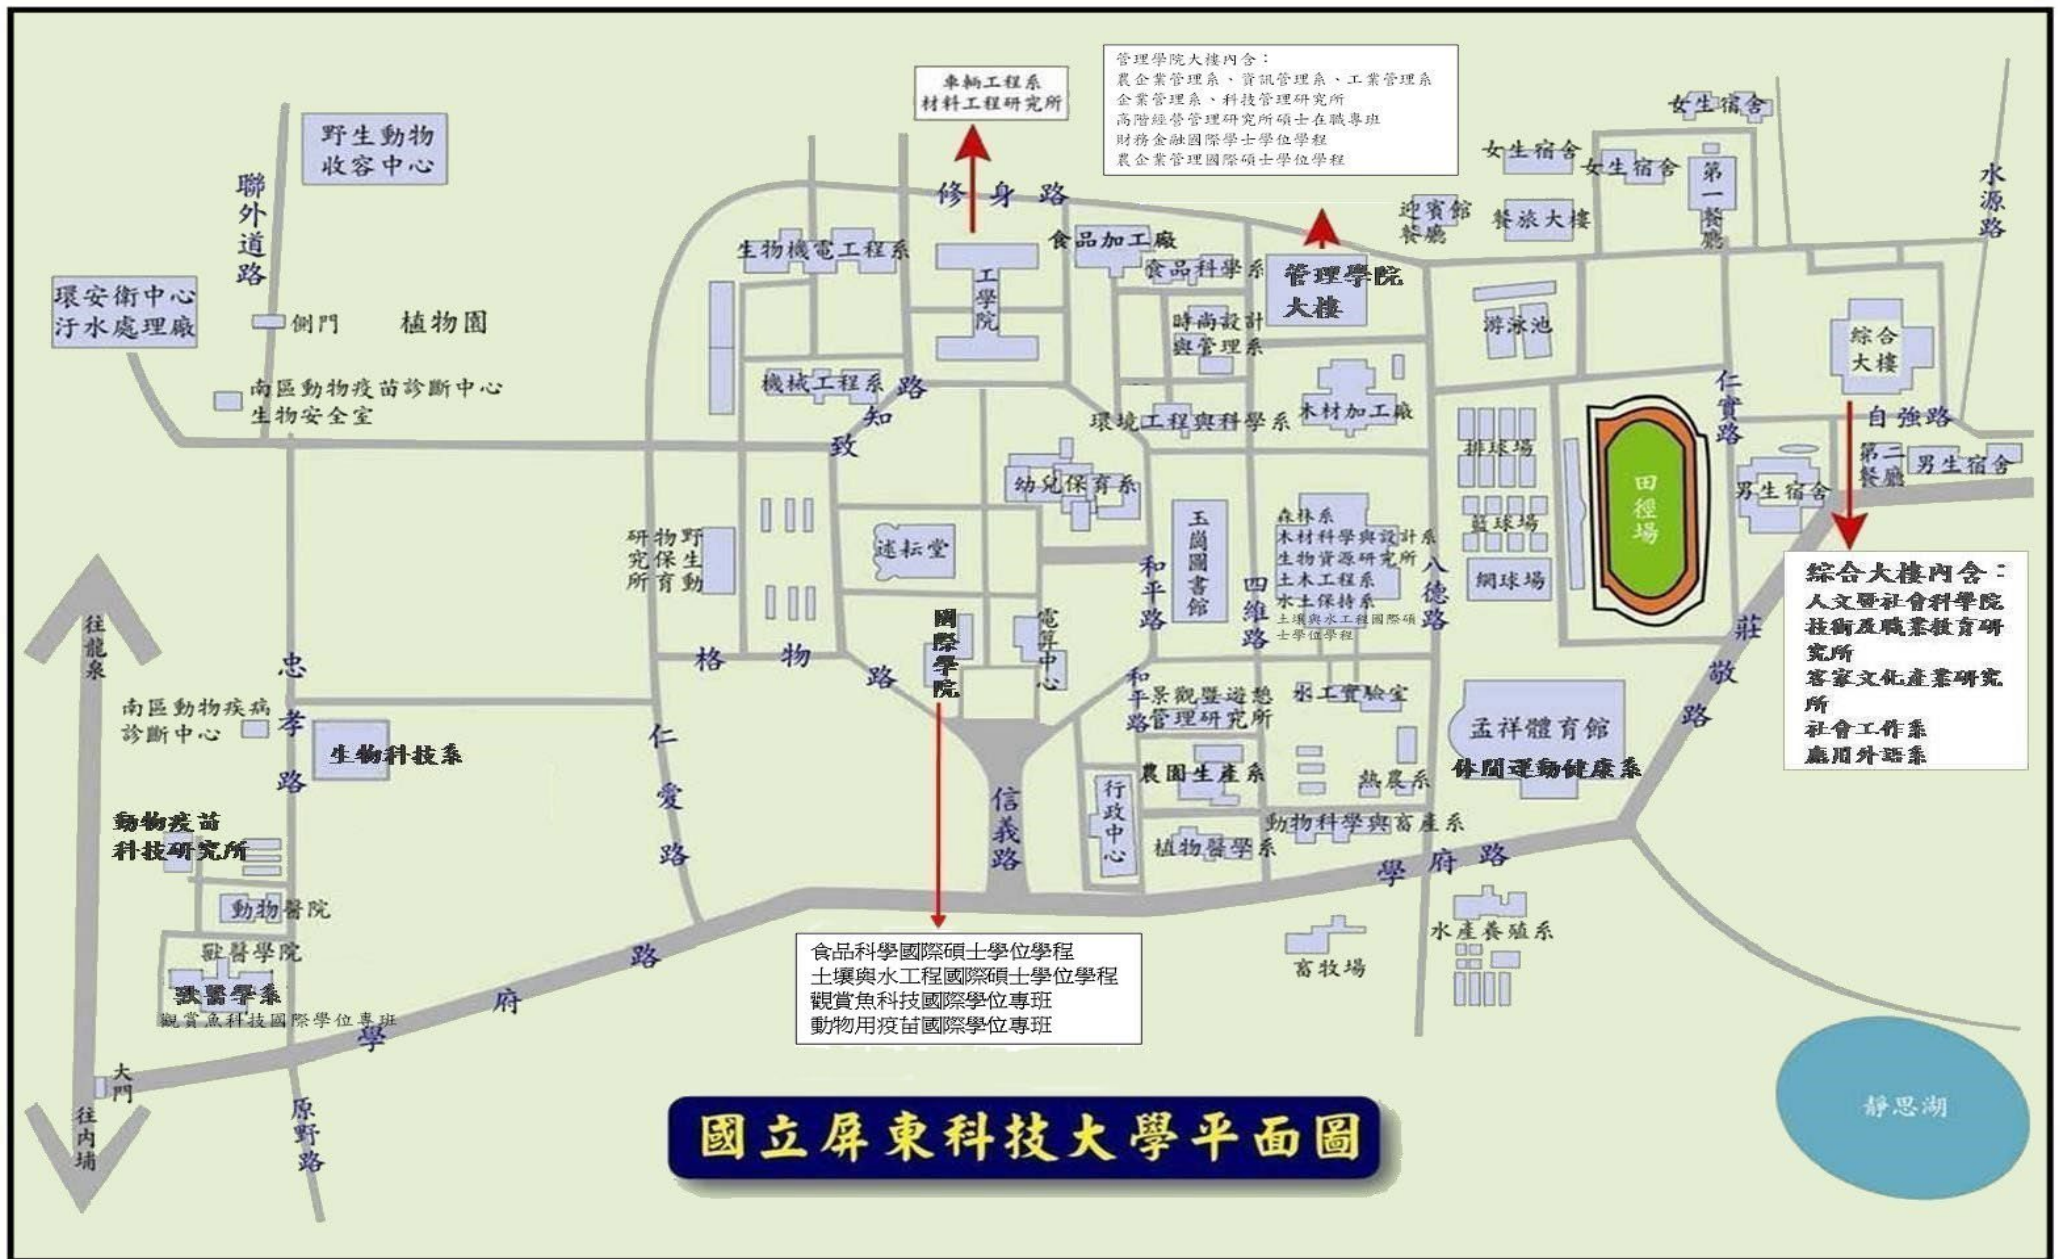 車輛工程系
材料工程研究所
管理學院大樓內含：
農企業管理系、資訊管理系、工業管理系
企業管理系、科技管理研究所
高階經營管理研究所碩士在職專班
財務金融國際學士學位學程
農企業管理國際碩士學位學程
女生宿舍
野生動物
收容中心
女生宿舍
女生宿舍
第一餐廳
水源路
聯外道路
修身路
迎賓館
餐廳
餐旅大樓
生物機電工程系
食品加工廠
食品科學系
工學院
管理學院
大樓
環安衛中心
汙水處理廠
側門
植物園
時尚設計
與管理系
游泳池
綜合
大樓
南區動物疫苗診斷中心
生物安全室
機械工程系
致知路
環境工程與科學系
木材加工廠
仁實路
自強路
排球場
第二
餐廳
男生宿舍
男生宿舍
幼兒保育系
田徑場
玉崗圖書館
森林系
木材科學與設計系
生物資源研究所
土木工程系
水土保持系
土壤與水工程國際碩
士學位學程
籃球場
網球場
野生動
物保育
研究所
述耘堂
和平路
四維路
八德路
綜合大樓內含：
人文暨社會科學院
技術及職業教育研
究所
客家文化產業研究
所
社會工作系
應用外語系
往龍泉
國際學院
電算中心
格物路
莊敬路
忠孝路
南區動物疾病
診斷中心
生物科技系
仁愛路
和平路
景觀暨遊憩
管理研究所
水工實驗室
孟祥體育館
休閒運動健康系
農園生產系
熱農系
信義路
行政中心
動物疫苗
科技研究所
植物醫學系
動物科學與畜產系
學府路
動物醫院
獸醫學院
獸醫學系
觀賞魚科技國際學位專班
水產養殖系
畜牧場
食品科學國際碩士學位學程
土壤與水工程國際碩士學位學程
觀賞魚科技國際學位專班
動物用疫苗國際學位專班
學府路
大門
往內埔
原野路
靜思湖
國立屏東科技大學平面圖